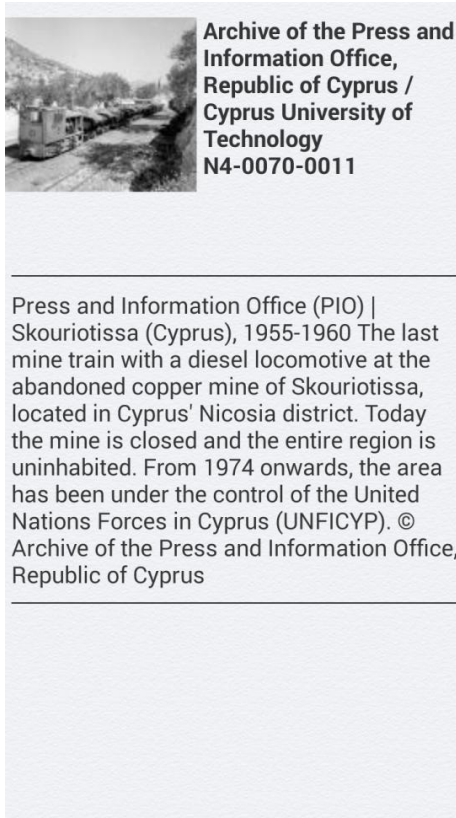 Archive of the Press and
Information Office,
Republic of Cyprus /
Cyprus University of
Technology
N4-0070-0011
Press and Information Office (PIO) |
Skouriotissa (Cyprus), 1955-1960 The last
mine train with a diesel locomotive at the
abandoned copper mine of Skouriotissa,
located in Cyprus' Nicosia district. Today
the mine is closed and the entire region is
uninhabited. From 1974 onwards, the area
has been under the control of the United
Nations Forces in Cyprus (UNFICYP). ©
Archive of the Press and Information Office,
Republic of Cyprus